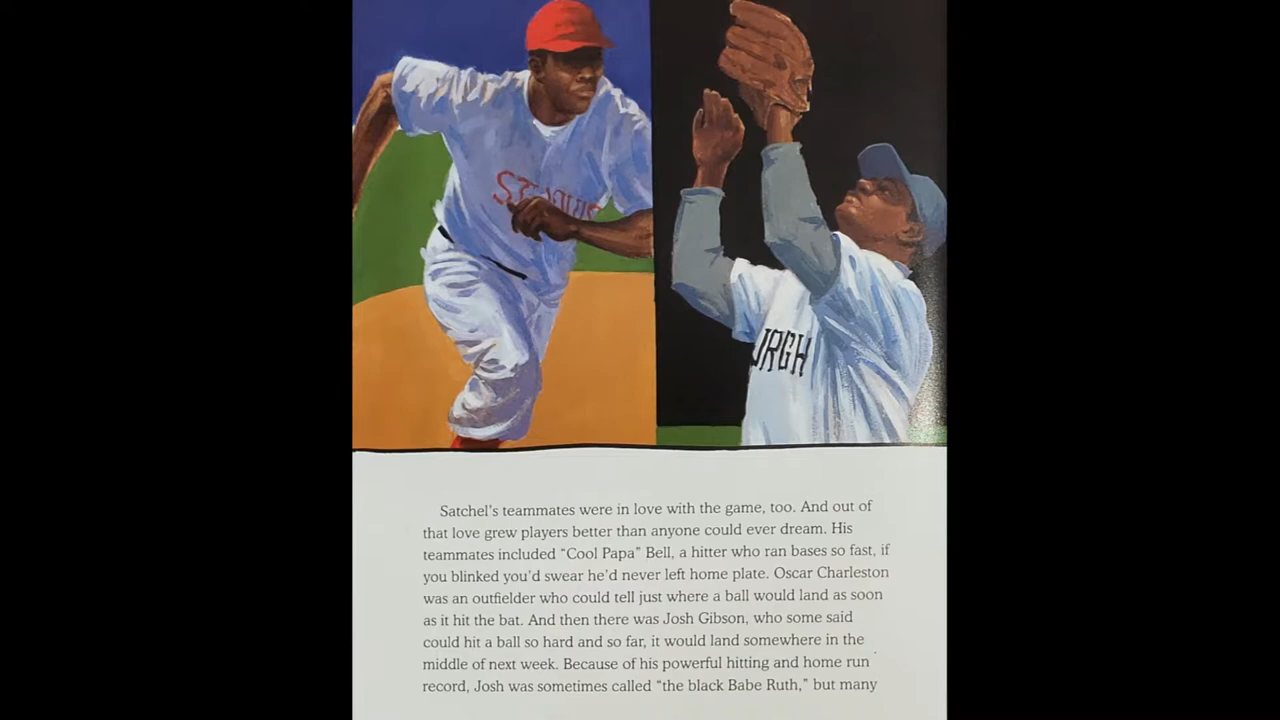 ST. LOUIS
URGH
Satchel's teammates were in love with the game, too. And out of
that love grew players better than anyone could ever dream. His
teammates included “Cool Papa” Bell, a hitter who ran bases so fast, if
you blinked you'd swear he'd never left home plate. Oscar Charleston
was an outfielder who could tell just where a ball would land as soon
as it hit the bat. And then there was Josh Gibson, who some said
could hit a ball so hard and so far, it would land somewhere in the
middle of next week. Because of his powerful hitting and home run
record, Josh was sometimes called “the black Babe Ruth,” but many